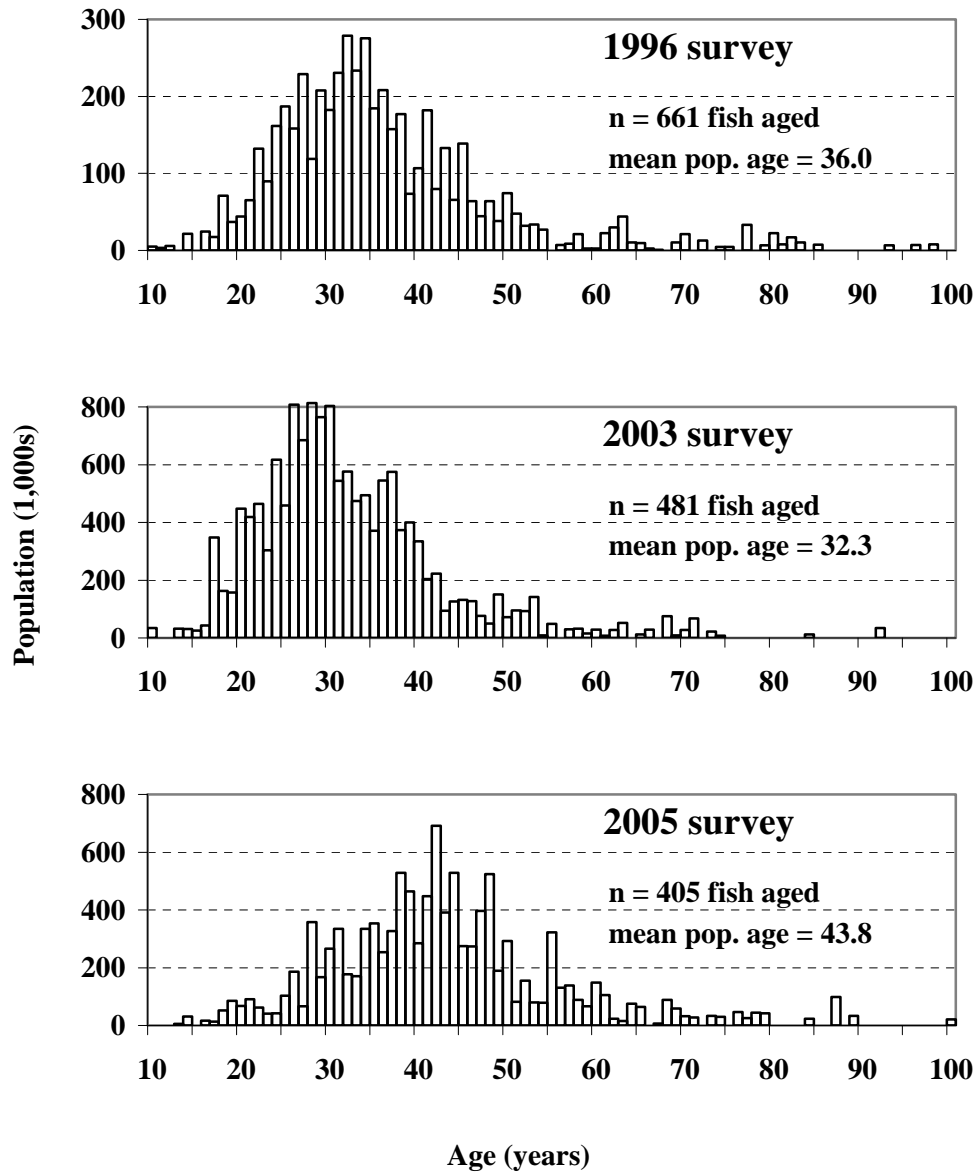 1996 survey
n = 661 fish aged
mean pop. age = 36.0
300
200
100
0
10 20 30 40 50 60 70 80 90 100
2003 survey
n = 481 fish aged
mean pop. age = 32.3
800
600
400
200
0
10 20 30 40 50 60 70 80 90 100
Population (1,000s)
2005 survey
n = 405 fish aged
mean pop. age = 43.8
800
600
400
200
0
10 20 30 40 50 60 70 80 90 100
Age (years)